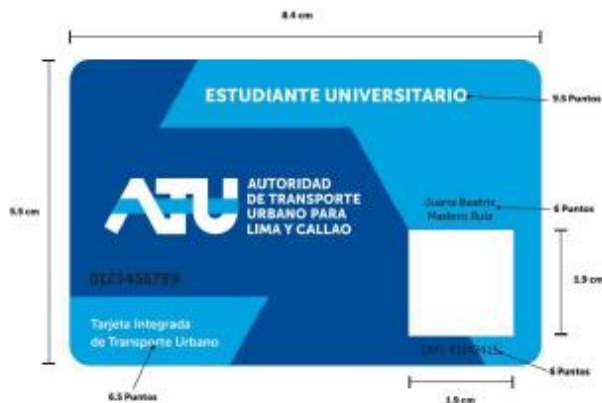 8.4 cm
ESTUDIANTE UNIVERSITARIO
9.5 Puntos
5.5 cm
ATU
AUTORIDAD
DE TRANSPORTE
URBANO PARA
LIMA Y CALLAO
Juana Beatriz
Madero Ruiz
6 Puntos
0123456789
1.9 cm
Tarjeta Integrada
de Transporte Urbano
6 Puntos
6.5 Puntos
1.9 cm